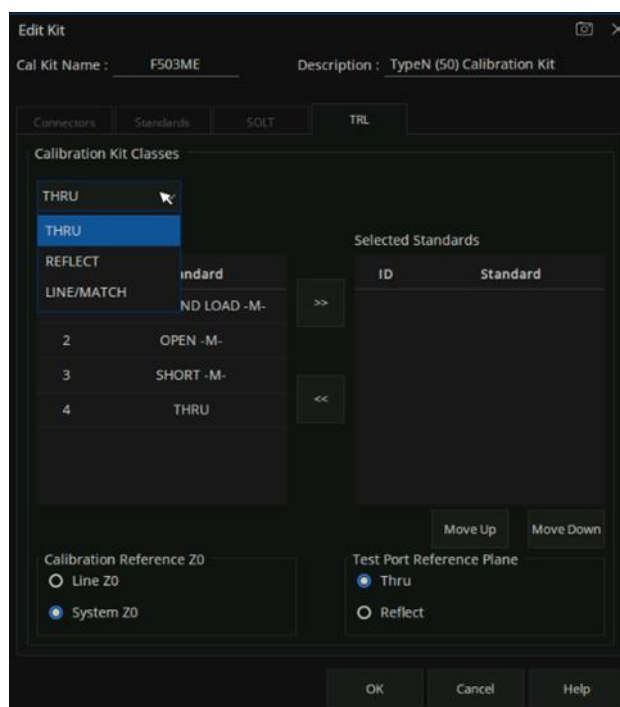 Edit Kit
Cal Kit Name : F503ME Description : TypeN (50) Calibration Kit
Connectors Standards SOLT TRL
Calibration Kit Classes
THRU
THRU
REFLECT
LINE/MATCH
Selected Standards
ID Standard
ND LOAD -M- >>
2 OPEN -M-
3 SHORT -M-
<<
4 THRU
Move Up Move Down
Calibration Reference Z0 Test Port Reference Plane
Line Z0 Thru
System Z0 Reflect
OK Cancel Help